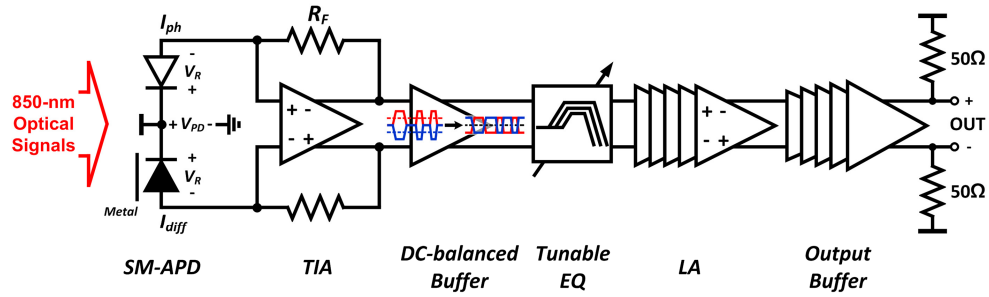 850-nm
Optical
Signals
I_ph
-
V_R
+
+ V_PD -
+
V_R
-
Metal
I_diff
R_F
+ -
- +
+ -
- +
50Ω
+
OUT
-
50Ω
SM-APD
TIA
DC-balanced
Buffer
Tunable
EQ
LA
Output
Buffer